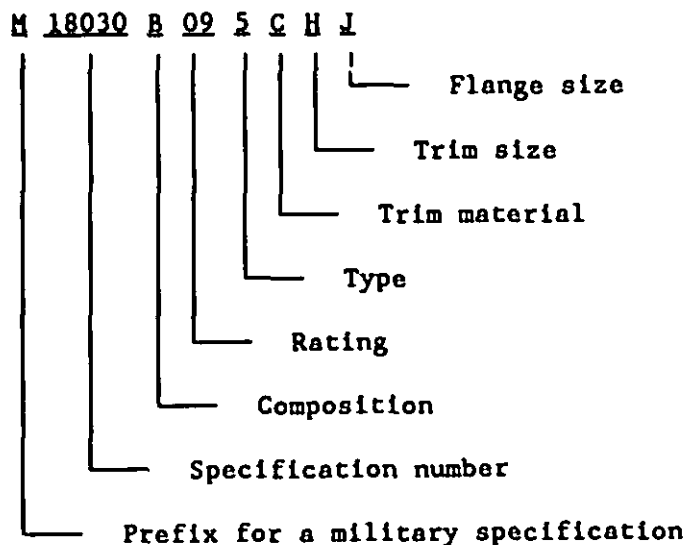 M 18030 B 09 5 C H J
Flange size
Trim size
Trim material
Type
Rating
Composition
Specification number
Prefix for a military specification